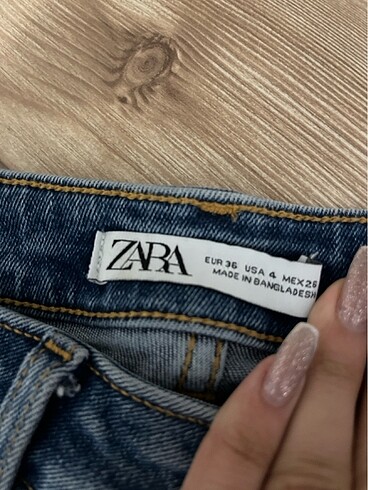 ZARA
EUR 36 USA 4 MEX 26
MADE IN BANGLADESH